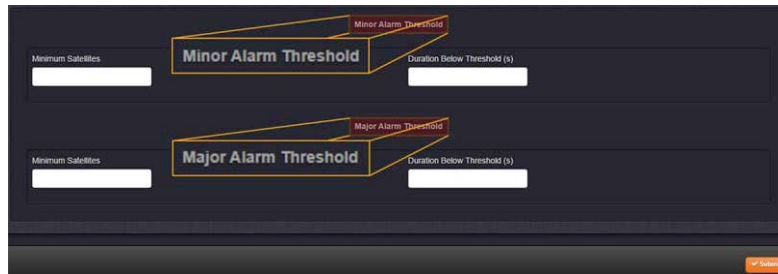 Minor Alarm Threshold
Minor Alarm Threshold
Minimum Satellites
Duration Below Threshold (s)
Major Alarm Threshold
Major Alarm Threshold
Minimum Satellites
Duration Below Threshold (s)